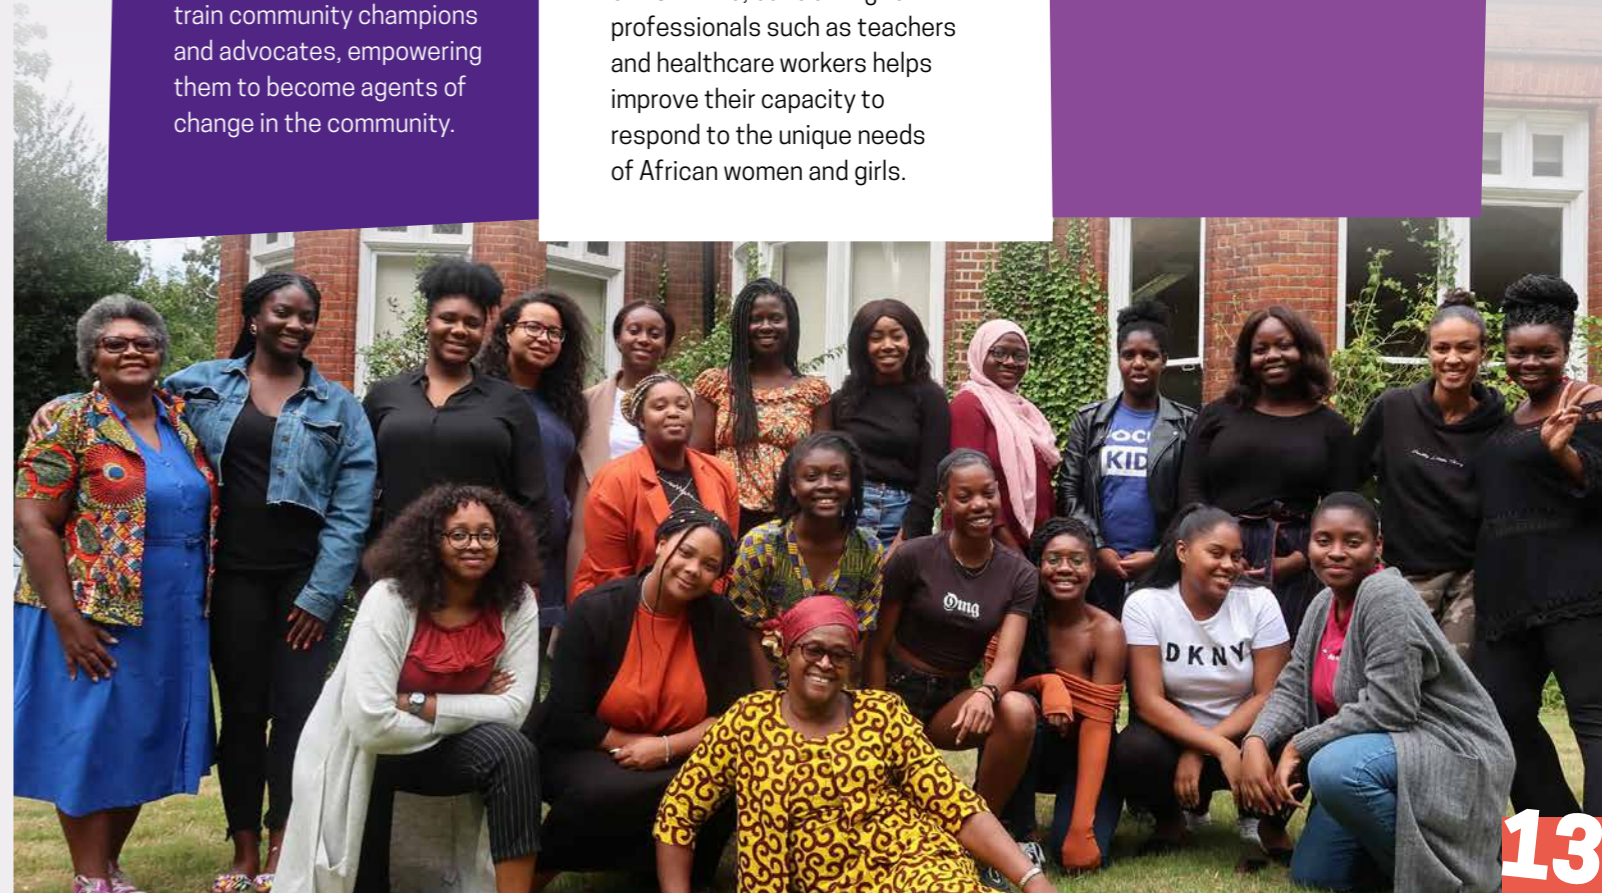 train community champions
and advocates, empowering
them to become agents of
change in the community.
professionals such as teachers
and healthcare workers helps
improve their capacity to
respond to the unique needs
of African women and girls.
KID
Omg
DKNY
13